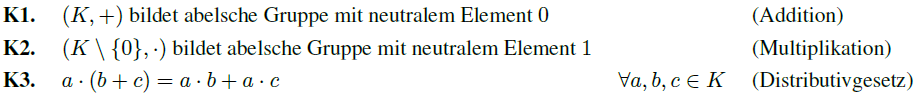 K1. (K, +) bildet abelsche Gruppe mit neutralem Element 0 (Addition)
K2. (K \ {0}, ·) bildet abelsche Gruppe mit neutralem Element 1 (Multiplikation)
K3. a · (b + c) = a · b + a · c ∀a, b, c ∈ K (Distributivgesetz)